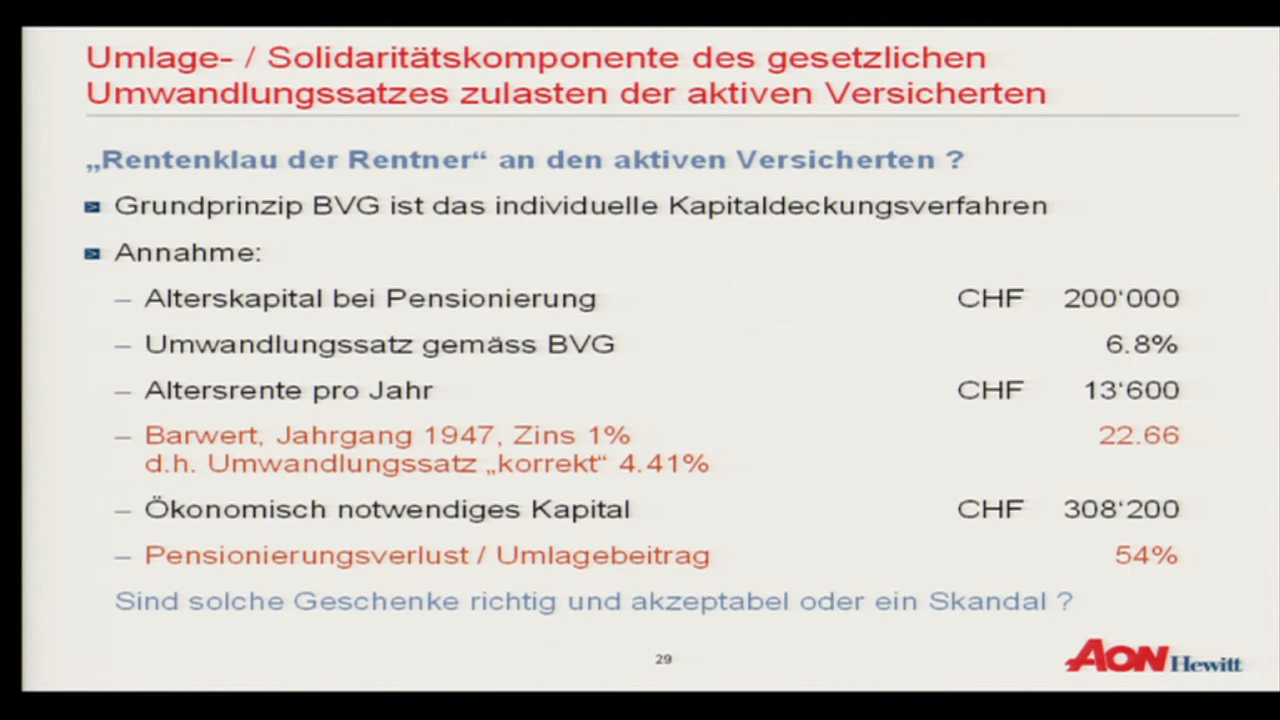 Umlage- / Solidaritätskomponente des gesetzlichen
Umwandlungssatzes zulasten der aktiven Versicherten
„Rentenklau der Rentner“ an den aktiven Versicherten ?
Grundprinzip BVG ist das individuelle Kapitaldeckungsverfahren
Annahme:
– Alterskapital bei Pensionierung CHF 200‘000
– Umwandlungssatz gemäss BVG 6.8%
– Altersrente pro Jahr CHF 13‘600
– Barwert, Jahrgang 1947, Zins 1% 22.66
d.h. Umwandlungssatz „korrekt“ 4.41%
– Ökonomisch notwendiges Kapital CHF 308‘200
– Pensionierungsverlust / Umlagebeitrag 54%
Sind solche Geschenke richtig und akzeptabel oder ein Skandal ?
29
AON Hewitt